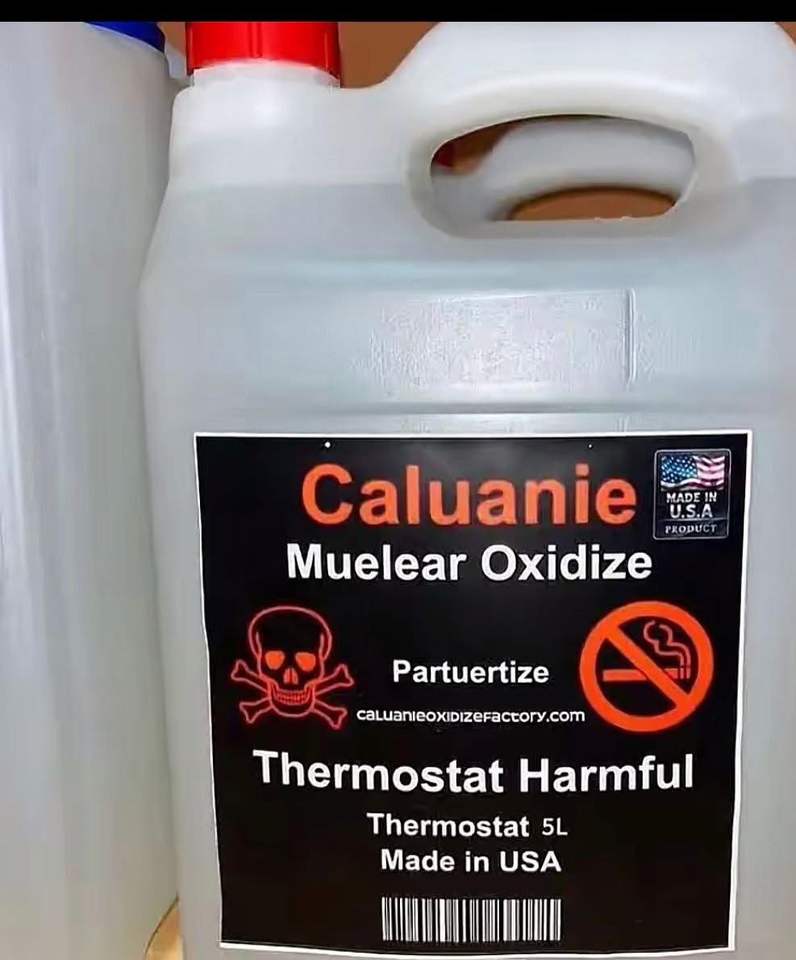 Caluanie
MADE IN
U.S.A
PRODUCT
Muelear Oxidize
Partuertize
caluanieoxidizefactory.com
Thermostat Harmful
Thermostat 5L
Made in USA